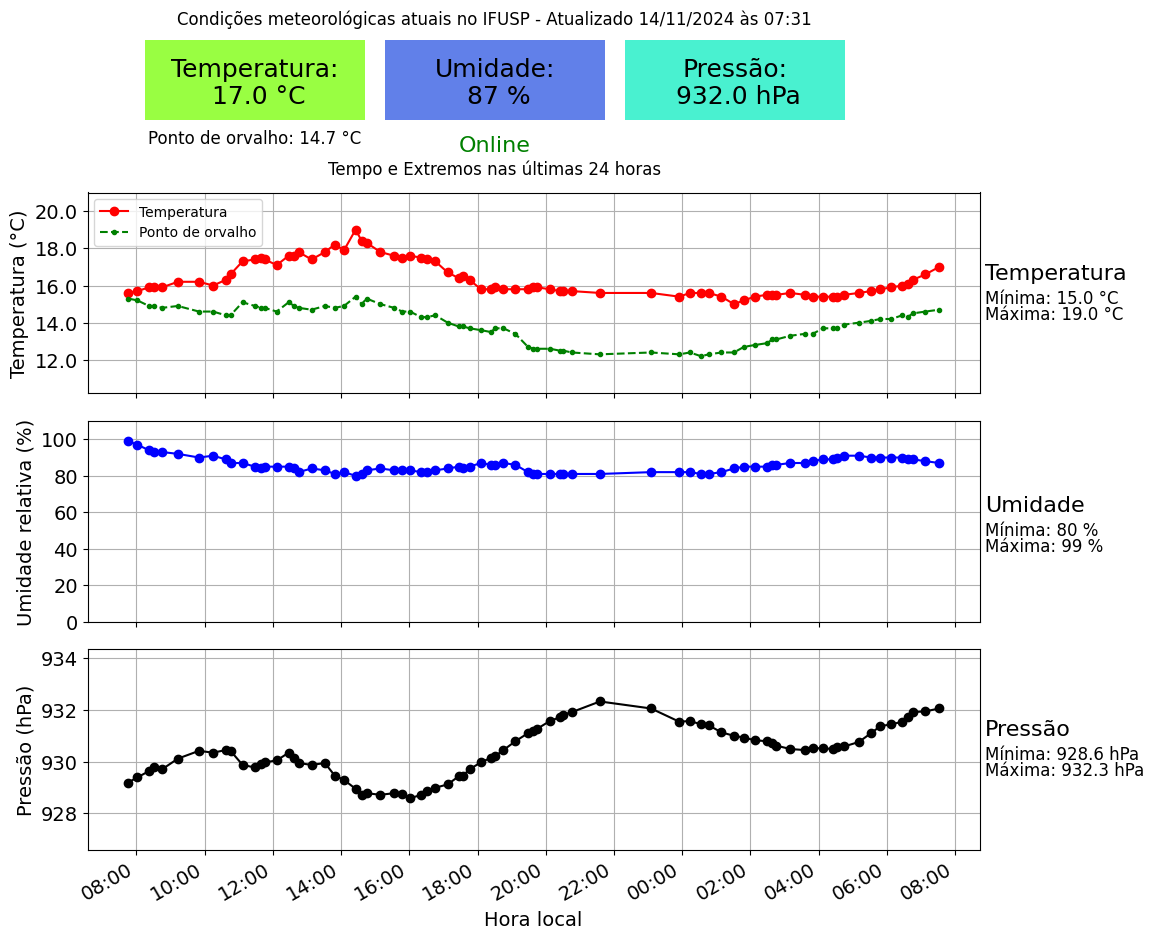 Condições meteorológicas atuais no IFUSP - Atualizado 14/11/2024 às 07:31
Temperatura:
17.0 °C
Umidade:
87 %
Pressão:
932.0 hPa
Ponto de orvalho: 14.7 °C
Online
Tempo e Extremos nas últimas 24 horas
Temperatura (°C)
20.0
18.0
16.0
14.0
12.0
Temperatura
Ponto de orvalho
Temperatura
Mínima: 15.0 °C
Máxima: 19.0 °C
Umidade relativa (%)
100
80
60
40
20
0
Umidade
Mínima: 80 %
Máxima: 99 %
Pressão (hPa)
934
932
930
928
Pressão
Mínima: 928.6 hPa
Máxima: 932.3 hPa
08:00 10:00 12:00 14:00 16:00 18:00 20:00 22:00 00:00 02:00 04:00 06:00 08:00
Hora local